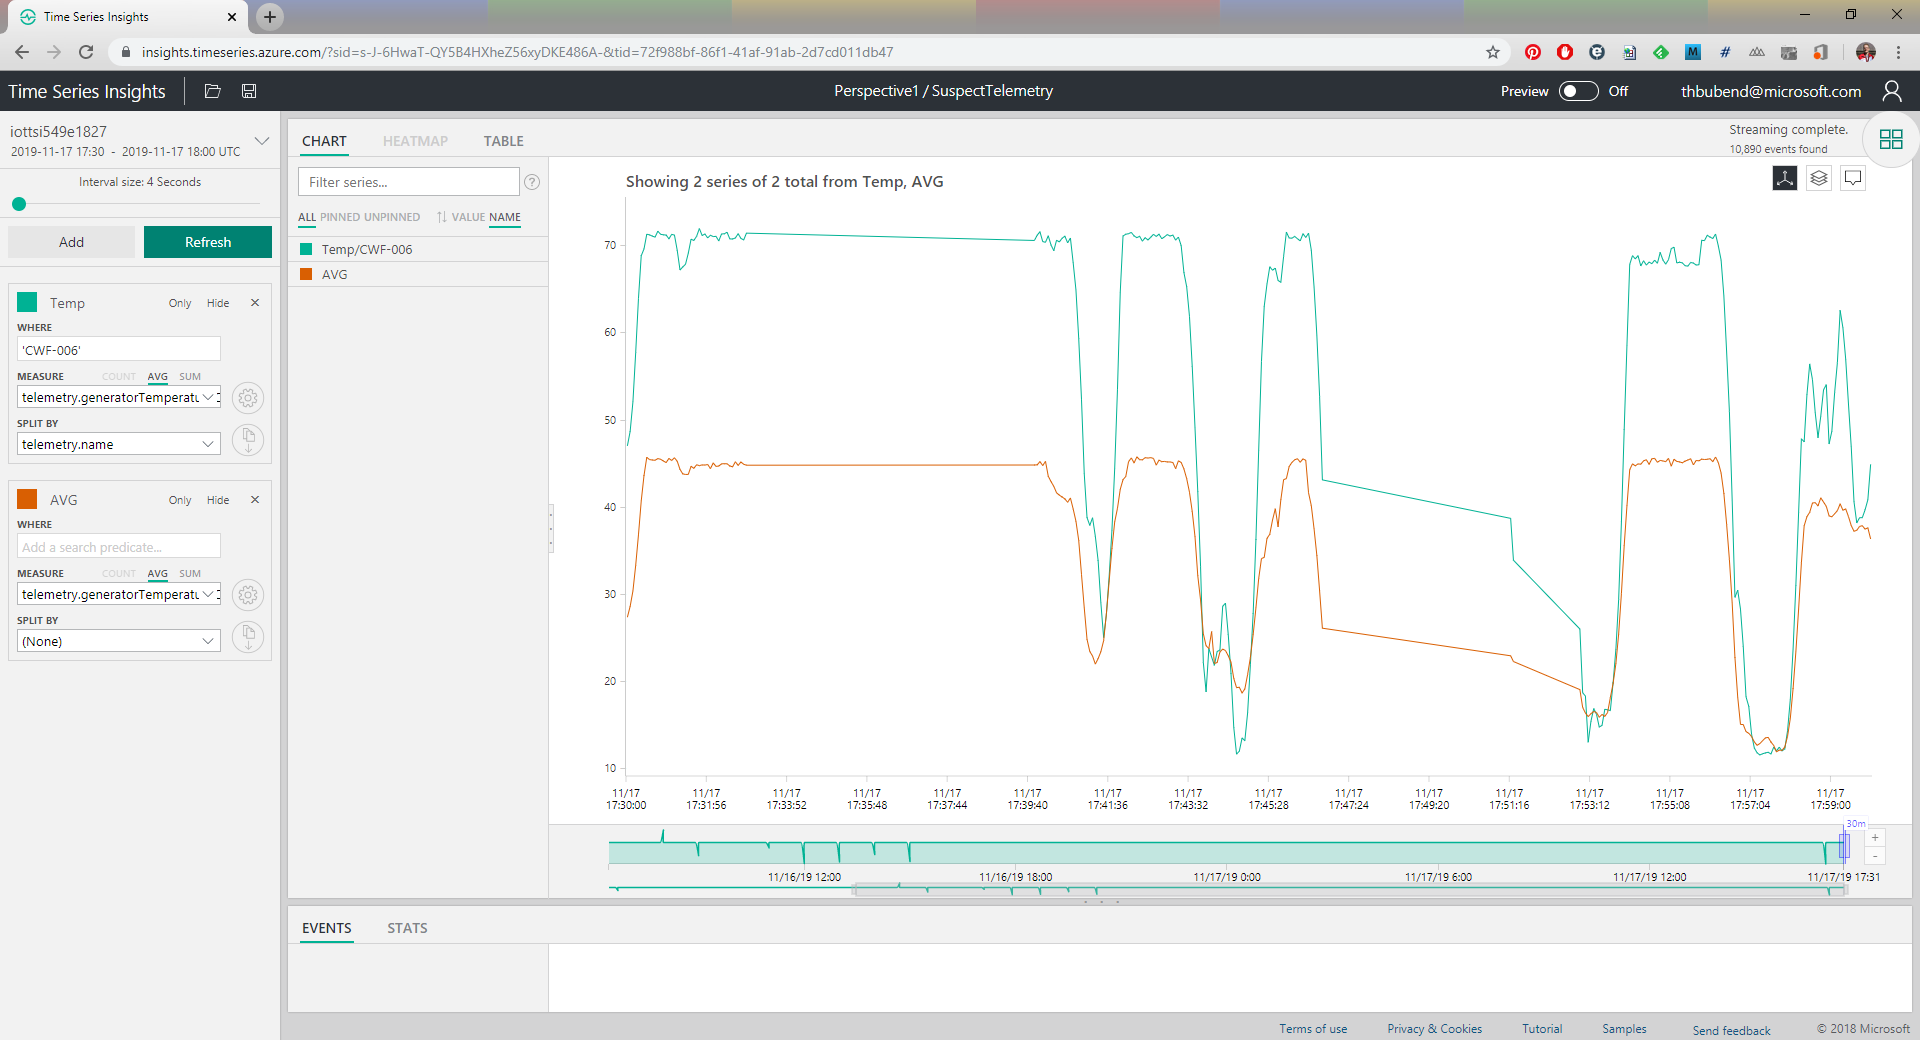 Time Series Insights
insights.timeseries.azure.com/?sid=s-J-6HwaT-QY5B4HXheZ56xyDKE486A-&tid=72f988bf-86f1-41af-91ab-2d7cd011db47
Time Series Insights
Perspective1 / SuspectTelemetry
Preview Off
thbubend@microsoft.com
iottsi549e1827
2019-11-17 17:30 - 2019-11-17 18:00 UTC
Interval size: 4 Seconds
Add Refresh
Temp Only Hide
WHERE
'CWF-006'
MEASURE COUNT AVG SUM
telemetry.generatorTemperatu
SPLIT BY
telemetry.name
AVG Only Hide
WHERE
Add a search predicate...
MEASURE COUNT AVG SUM
telemetry.generatorTemperatu
SPLIT BY
(None)
CHART HEATMAP TABLE
Streaming complete.
10,890 events found
Filter series... ?
ALL PINNED UNPINNED VALUE NAME
Temp/CWF-006
AVG
Showing 2 series of 2 total from Temp, AVG
70
60
50
40
30
20
10
11/17 11/17 11/17 11/17 11/17 11/17 11/17 11/17 11/17 11/17 11/17 11/17 11/17 11/17 11/17 11/17
17:30:00 17:31:56 17:33:52 17:35:48 17:37:44 17:39:40 17:41:36 17:43:32 17:45:28 17:47:24 17:49:20 17:51:16 17:53:12 17:55:08 17:57:04 17:59:00
30m
+
-
11/16/19 12:00 11/16/19 18:00 11/17/19 0:00 11/17/19 6:00 11/17/19 12:00 11/17/19 17:31
EVENTS STATS
Terms of use Privacy & Cookies Tutorial Samples Send feedback © 2018 Microsoft